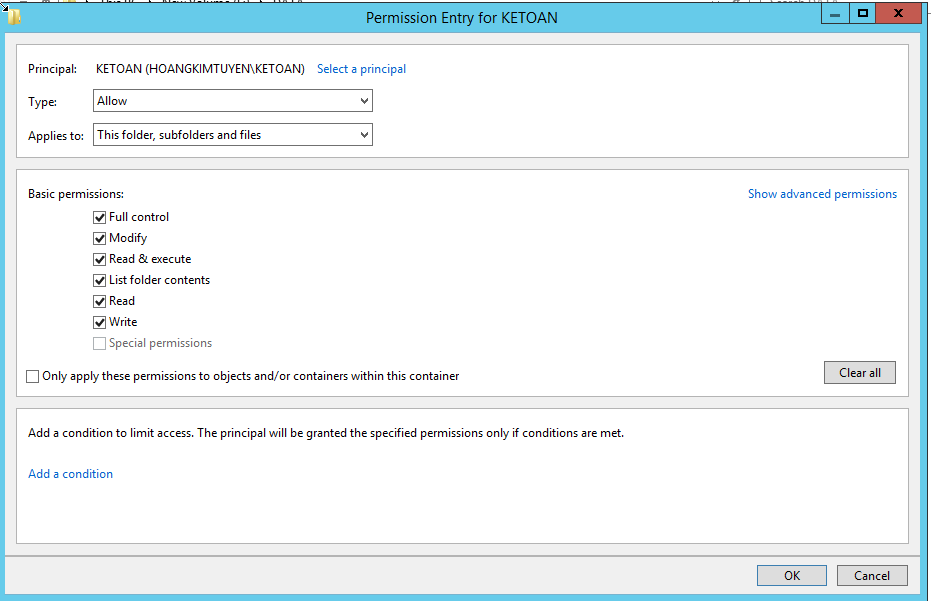 Permission Entry for KETOAN
Principal: KETOAN (HOANGKIMTUYEN\KETOAN) Select a principal
Type: Allow
Applies to: This folder, subfolders and files
Basic permissions: Show advanced permissions
Full control
Modify
Read & execute
List folder contents
Read
Write
Special permissions
Only apply these permissions to objects and/or containers within this container Clear all
Add a condition to limit access. The principal will be granted the specified permissions only if conditions are met.
Add a condition
OK Cancel